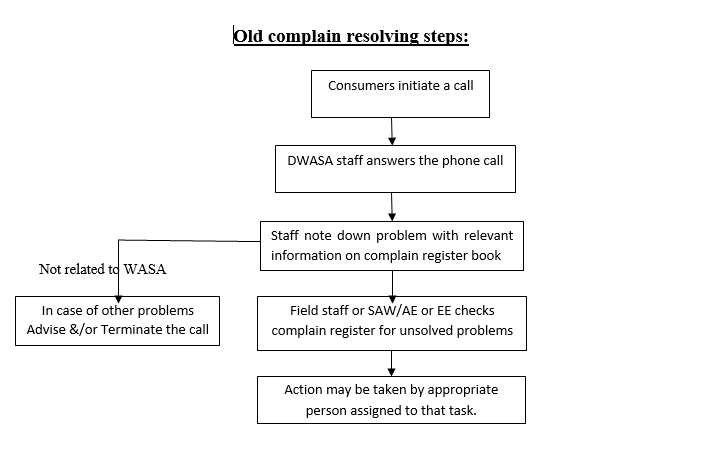 Old complain resolving steps:
Consumers initiate a call
DWASA staff answers the phone call
Staff note down problem with relevant
information on complain register book
Not related to WASA
In case of other problems
Advise &/or Terminate the call
Field staff or SAW/AE or EE checks
complain register for unsolved problems
Action may be taken by appropriate
person assigned to that task.